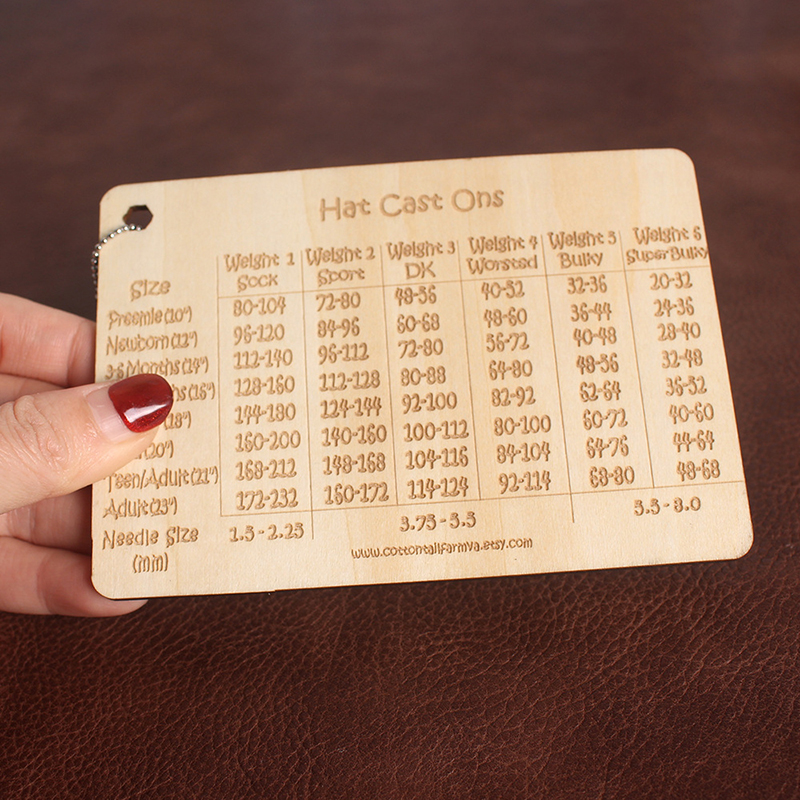 Hat Cast Ons
Weight 1 Weight 2 Weight 3 Weight 4 Weight 5 Weight 6
Size Sock Sport DK Worsted Bulky Super Bulky
Preemie (10") 80-104 72-80 48-56 40-52 32-36 20-32
Newborn (12") 96-120 84-96 60-68 48-60 36-44 24-36
3-6 Months (14") 112-140 96-112 72-80 56-72 40-48 28-40
(16") 128-160 112-128 80-88 64-80 48-56 32-48
(18") 144-180 124-144 92-100 82-92 62-64 36-52
(20") 160-200 140-160 100-112 80-100 60-72 40-60
Teen/Adult (21") 168-212 148-168 104-116 84-104 64-76 44-64
Adult (23") 172-232 160-172 114-124 92-114 68-80 48-68
Needle Size 1.5 - 2.25 3.75 - 5.5 5.5 - 8.0
(mm)
www.cottontailfarmva.etsy.com